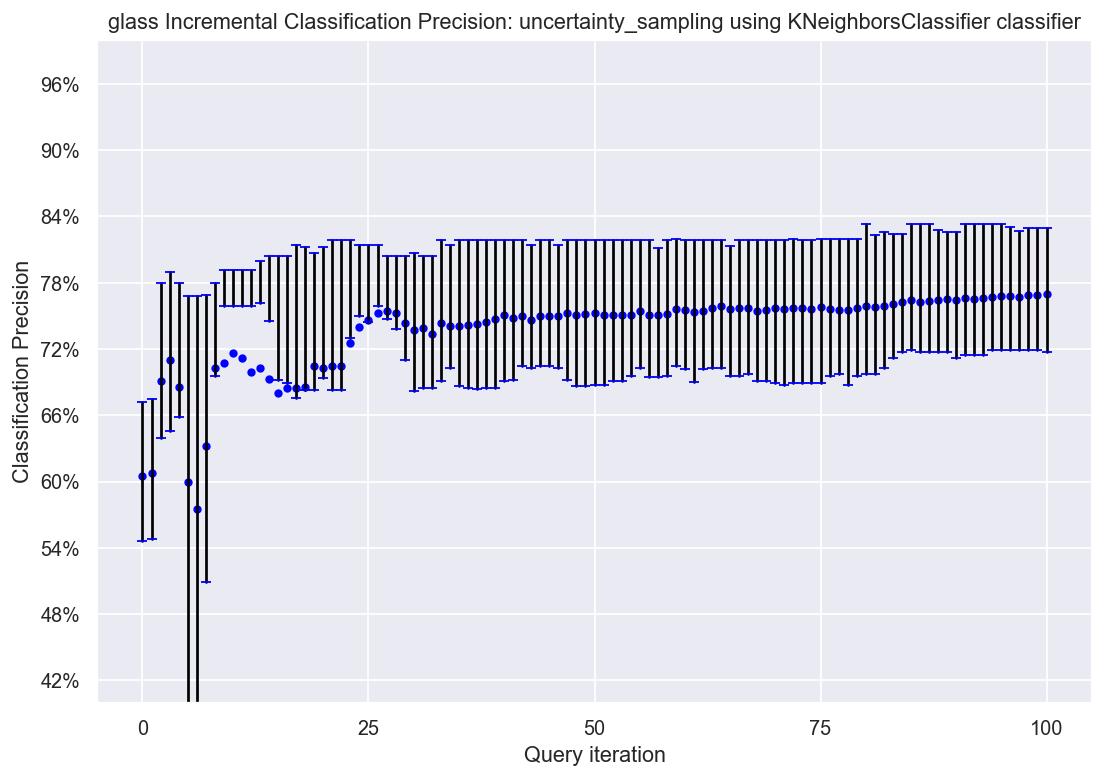 glass Incremental Classification Precision: uncertainty_sampling using KNeighborsClassifier classifier
96%
90%
84%
78%
72%
66%
60%
54%
48%
42%
Classification Precision
0 25 50 75 100
Query iteration